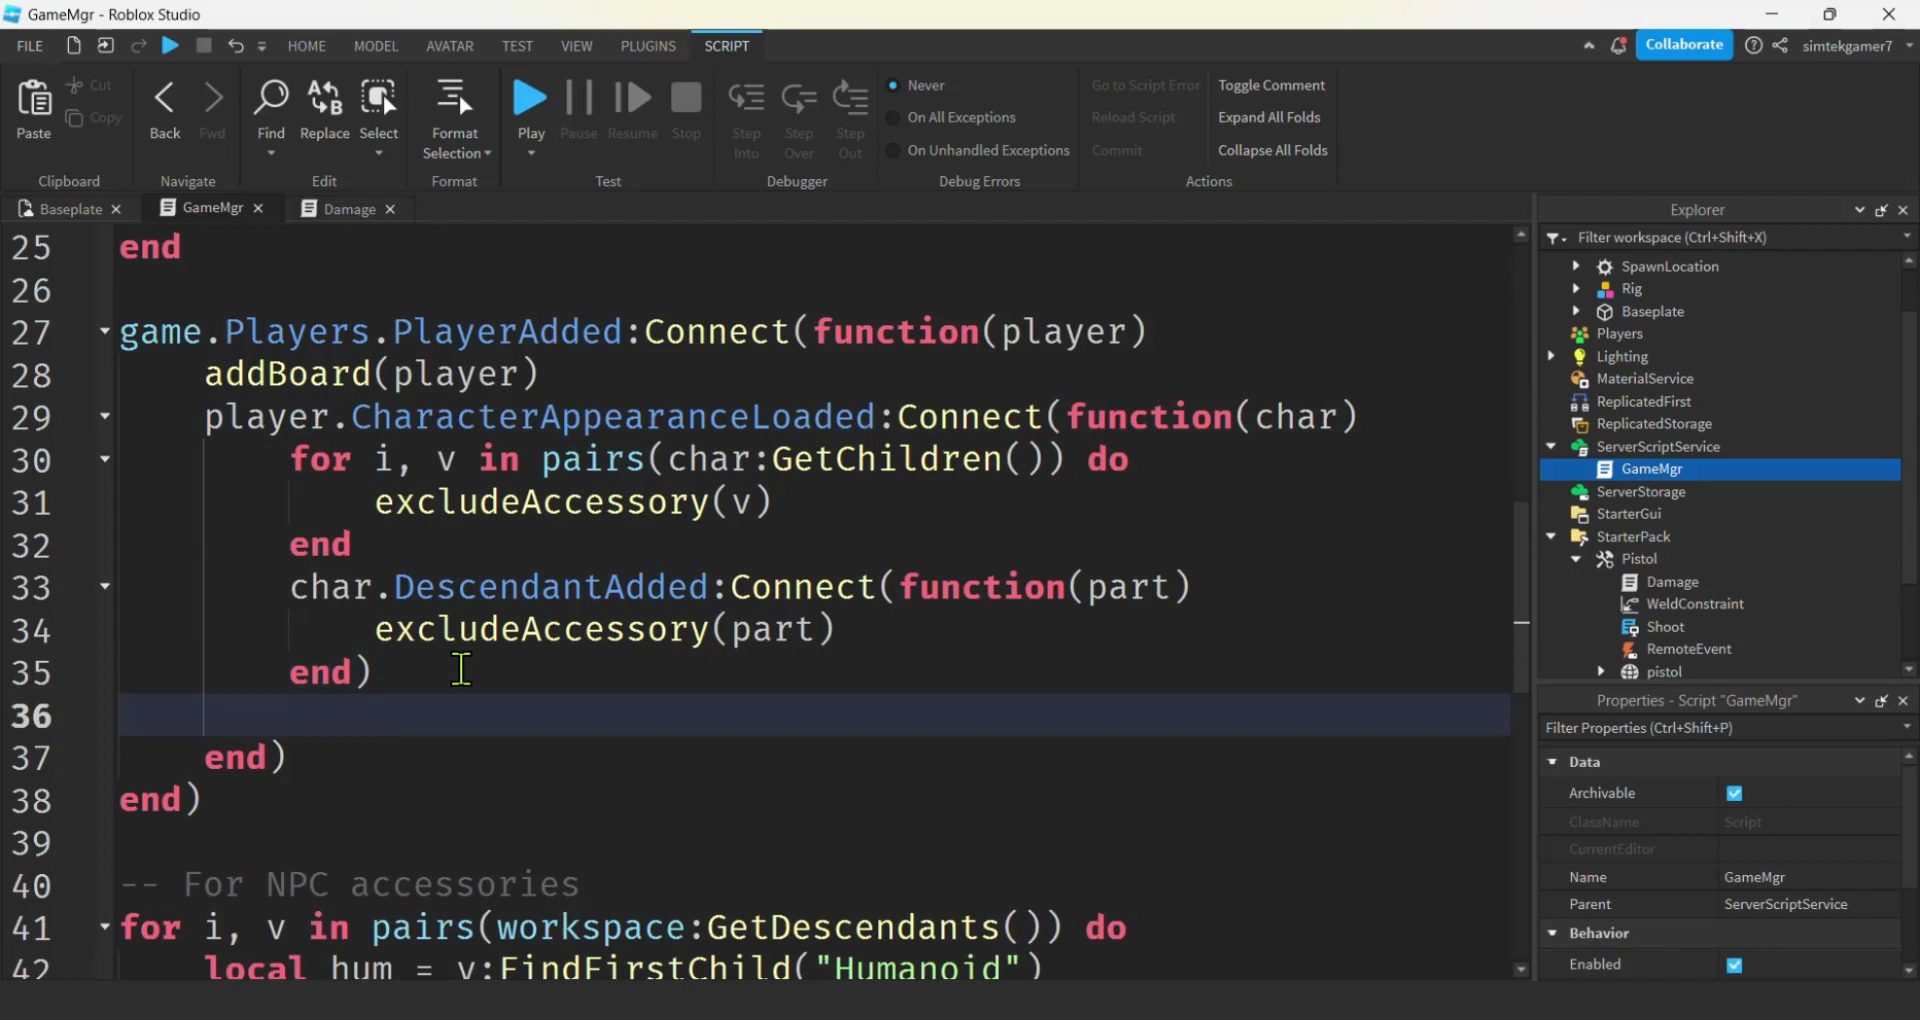 GameMgr - Roblox Studio
FILE HOME MODEL AVATAR TEST VIEW PLUGINS SCRIPT Collaborate simtekgamer7
Paste Cut Copy Back Fwd Find Replace Select Format Selection Play Pause Resume Stop Step Into Step Over Step Out
Never
On All Exceptions
On Unhandled Exceptions
Go to Script Error
Reload Script
Commit
Toggle Comment
Expand All Folds
Collapse All Folds
Clipboard Navigate Edit Format Test Debugger Debug Errors Actions
Baseplate GameMgr Damage
25 end
26
27 game.Players.PlayerAdded:Connect(function(player)
28 addBoard(player)
29 player.CharacterAppearanceLoaded:Connect(function(char)
30 for i, v in pairs(char:GetChildren()) do
31 excludeAccessory(v)
32 end
33 char.DescendantAdded:Connect(function(part)
34 excludeAccessory(part)
35 end)
36
37 end)
38 end)
39
40 -- For NPC accessories
41 for i, v in pairs(workspace:GetDescendants()) do
42 local hum = v:FindFirstChild("Humanoid")
Explorer
Filter workspace (Ctrl+Shift+X)
SpawnLocation
Rig
Baseplate
Players
Lighting
MaterialService
ReplicatedFirst
ReplicatedStorage
ServerScriptService
GameMgr
ServerStorage
StarterGui
StarterPack
Pistol
Damage
WeldConstraint
Shoot
RemoteEvent
pistol
Properties - Script "GameMgr"
Filter Properties (Ctrl+Shift+P)
Data
Archivable
ClassName Script
CurrentEditor
Name GameMgr
Parent ServerScriptService
Behavior
Enabled